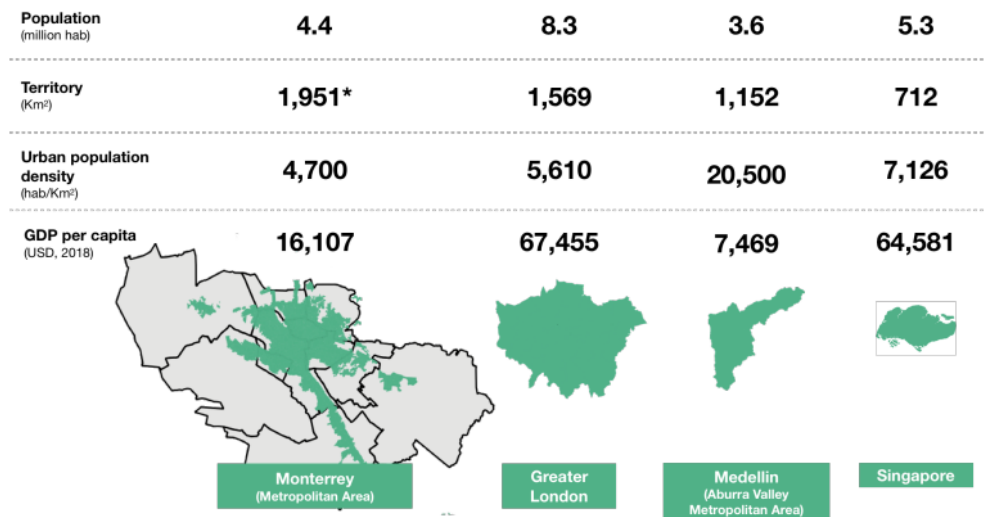 Population
(million hab)
4.4 8.3 3.6 5.3
Territory
(Km²)
1,951* 1,569 1,152 712
Urban population
density
(hab/Km²)
4,700 5,610 20,500 7,126
GDP per capita
(USD, 2018)
16,107 67,455 7,469 64,581
Monterrey
(Metropolitan Area)
Greater
London
Medellin
(Aburra Valley
Metropolitan Area)
Singapore